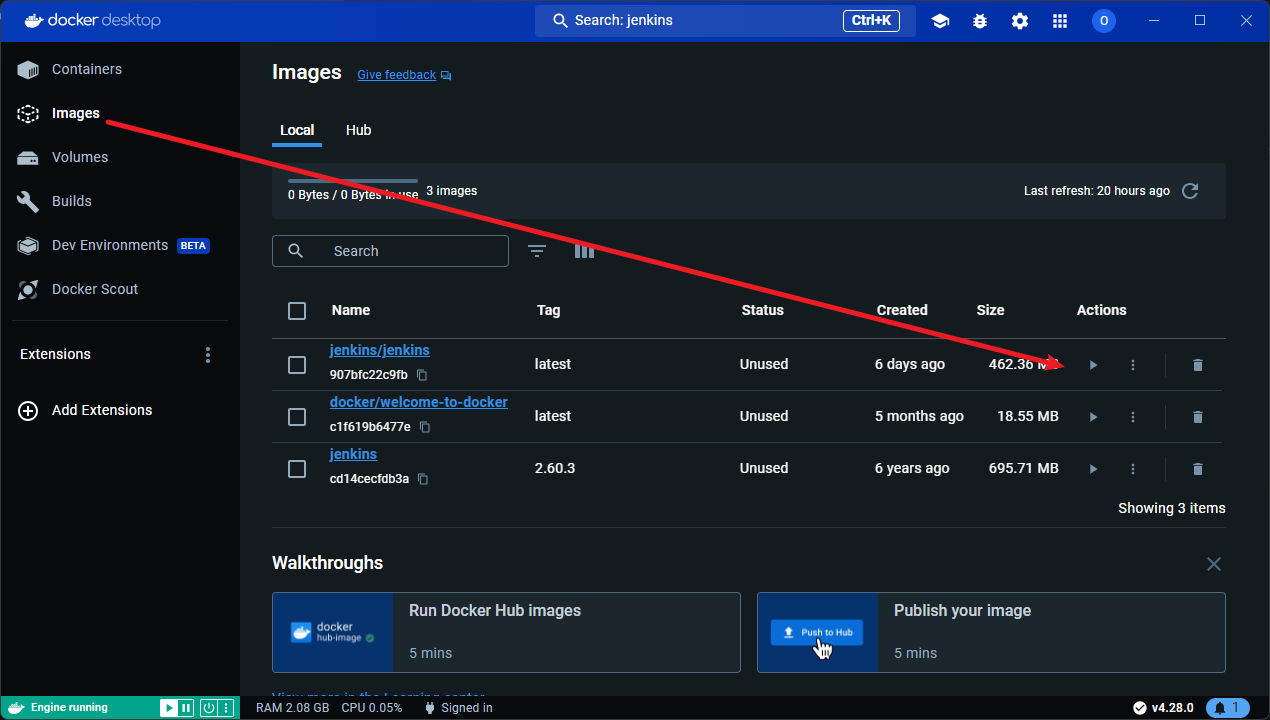 docker desktop
Search: jenkins
Ctrl+K
O
Containers
Images
Volumes
Builds
Dev Environments BETA
Docker Scout
Extensions
Add Extensions
Images Give feedback
Local Hub
0 Bytes / 0 Bytes in use 3 images Last refresh: 20 hours ago
Search
Name Tag Status Created Size Actions
jenkins/jenkins
latest Unused 6 days ago 462.36 MB
907bfc22c9fb
docker/welcome-to-docker
latest Unused 5 months ago 18.55 MB
c1f619b6477e
jenkins
2.60.3 Unused 6 years ago 695.71 MB
cd14cecfdb3a
Showing 3 items
Walkthroughs
docker
hub-image
Run Docker Hub images
5 mins
Push to Hub
Publish your image
5 mins
View more in the Learning center
Engine running
RAM 2.08 GB CPU 0.05% Signed in
v4.28.0
1